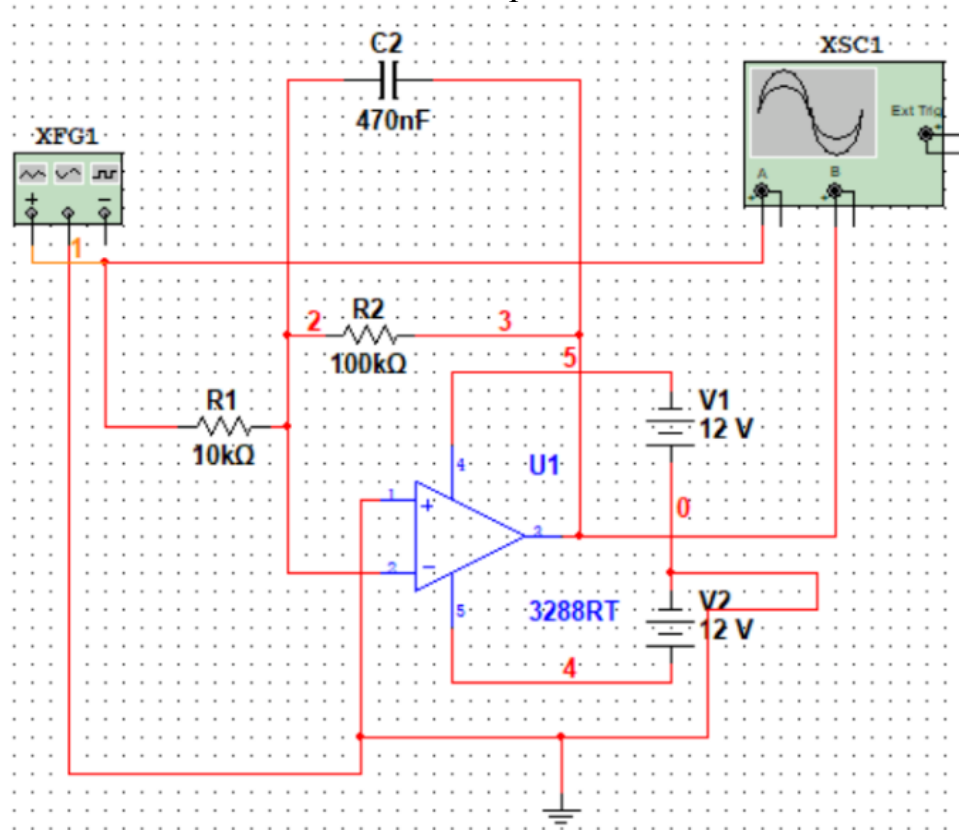 C2
XSC1
470nF
Ext Trig
XFG1
A
B
+
-
1
2
R2
3
100kΩ
5
R1
V1
12 V
10kΩ
4
U1
0
1
+
3
2
-
V2
5
3288RT
12 V
4